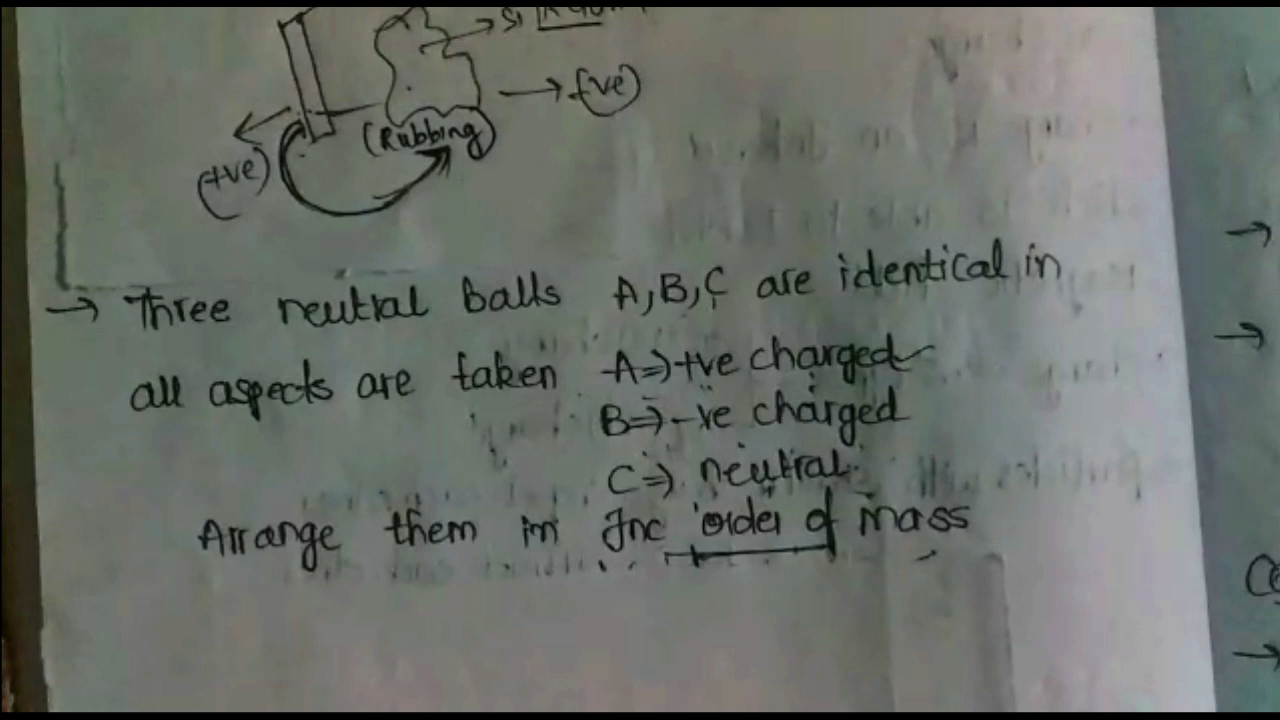 (-ve)
(Rubbing)
(+ve)
→ Three neutral balls A, B, C are identical in
all aspects are taken A⇒+ve charged
B⇒-ve charged
C⇒ neutral.
Arrange them in Inc order of mass